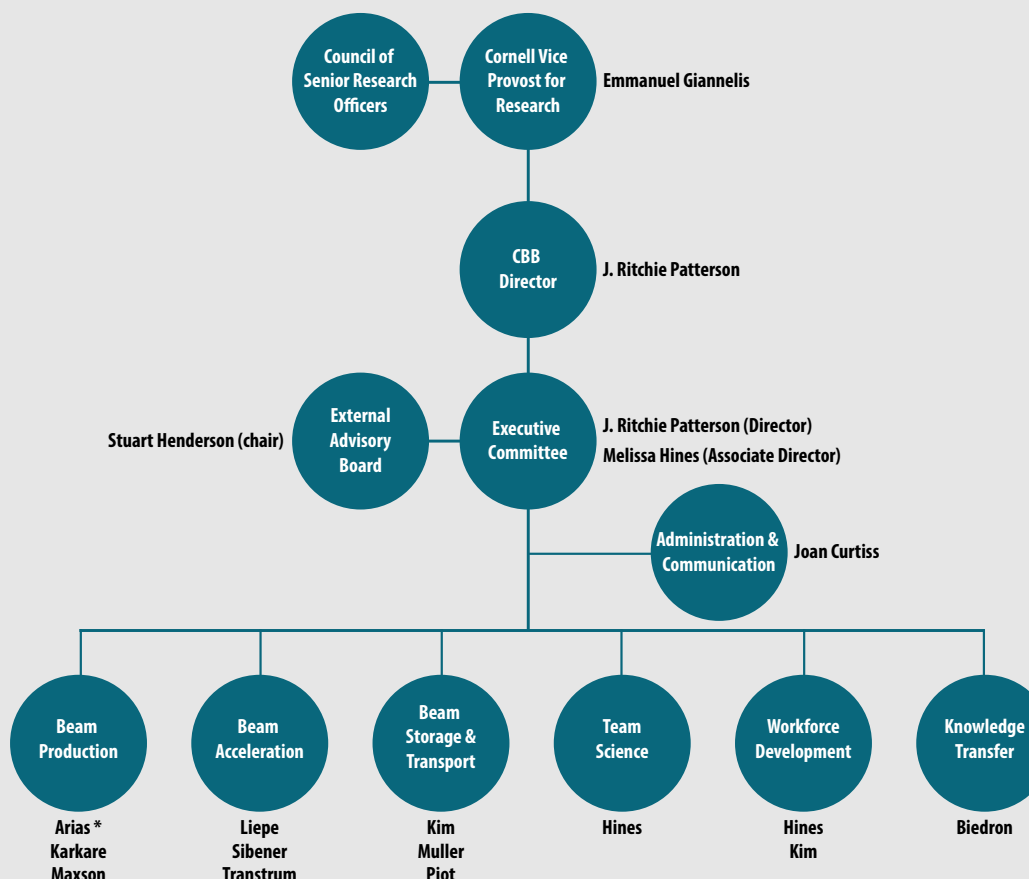 Council of
Senior Research
Officers
Cornell Vice
Provost for
Research
Emmanuel Giannelis
CBB
Director
J. Ritchie Patterson
Stuart Henderson (chair)
External
Advisory
Board
Executive
Committee
J. Ritchie Patterson (Director)
Melissa Hines (Associate Director)
Administration &
Communication
Joan Curtiss
Beam
Production
Beam
Acceleration
Beam
Storage &
Transport
Team
Science
Workforce
Development
Knowledge
Transfer
Arias *
Karkare
Maxson
Liepe
Sibener
Transtrum
Kim
Muller
Piot
Hines
Hines
Kim
Biedron